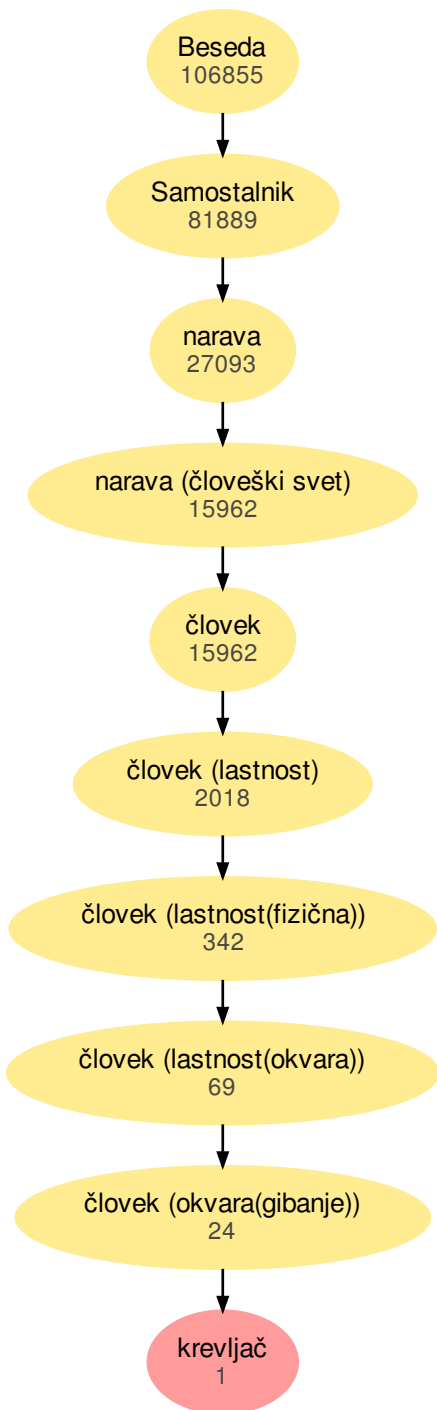 Beseda
106855
Samostalnik
81889
narava
27093
narava (človeški svet)
15962
človek
15962
človek (lastnost)
2018
človek (lastnost(fizična))
342
človek (lastnost(okvara))
69
človek (okvara(gibanje))
24
krevljač
1